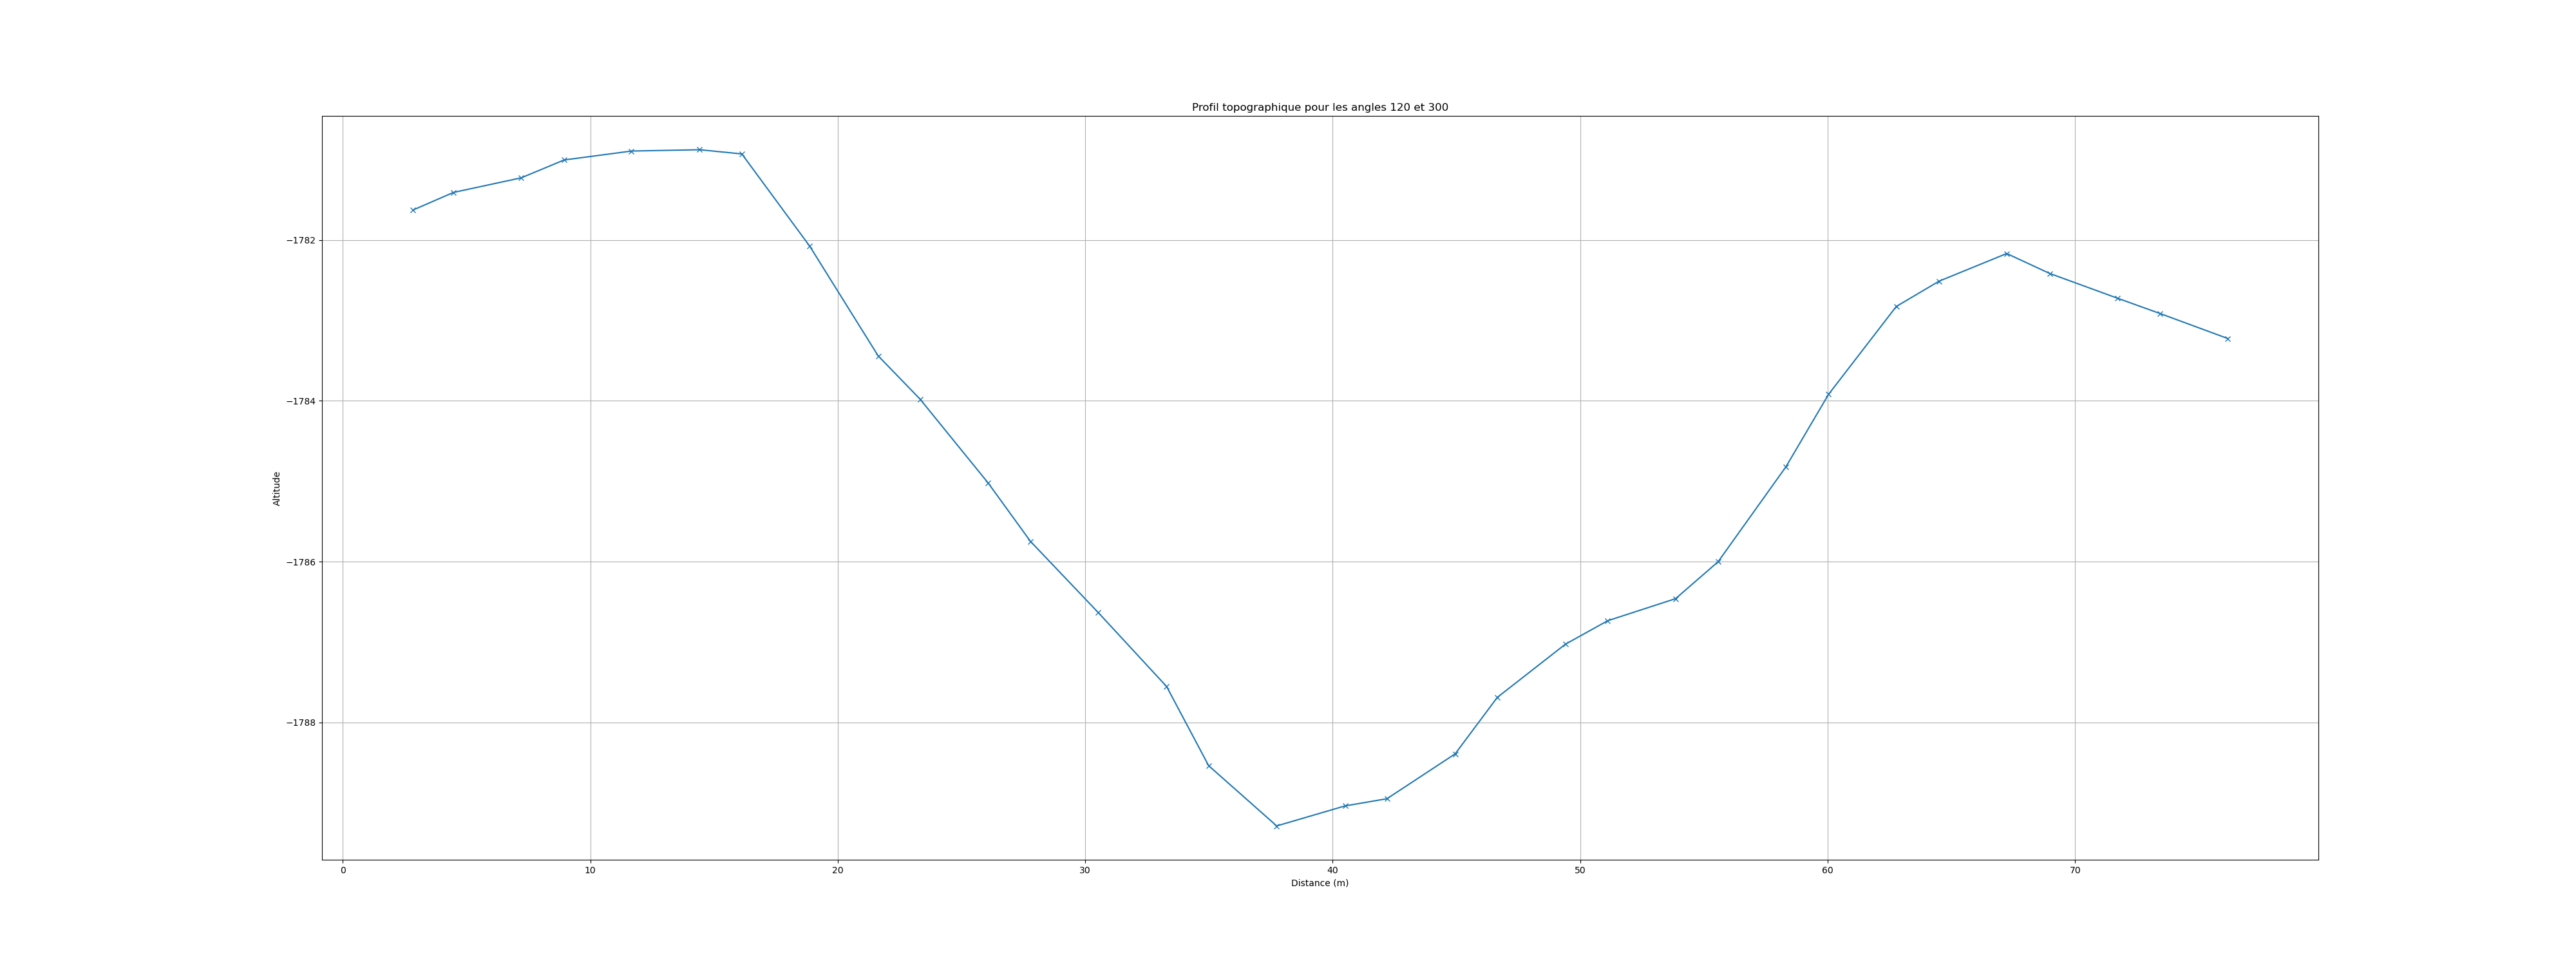 Profil topographique pour les angles 120 et 300
Altitude
−1782
−1784
−1786
−1788
0 10 20 30 40 50 60 70
Distance (m)